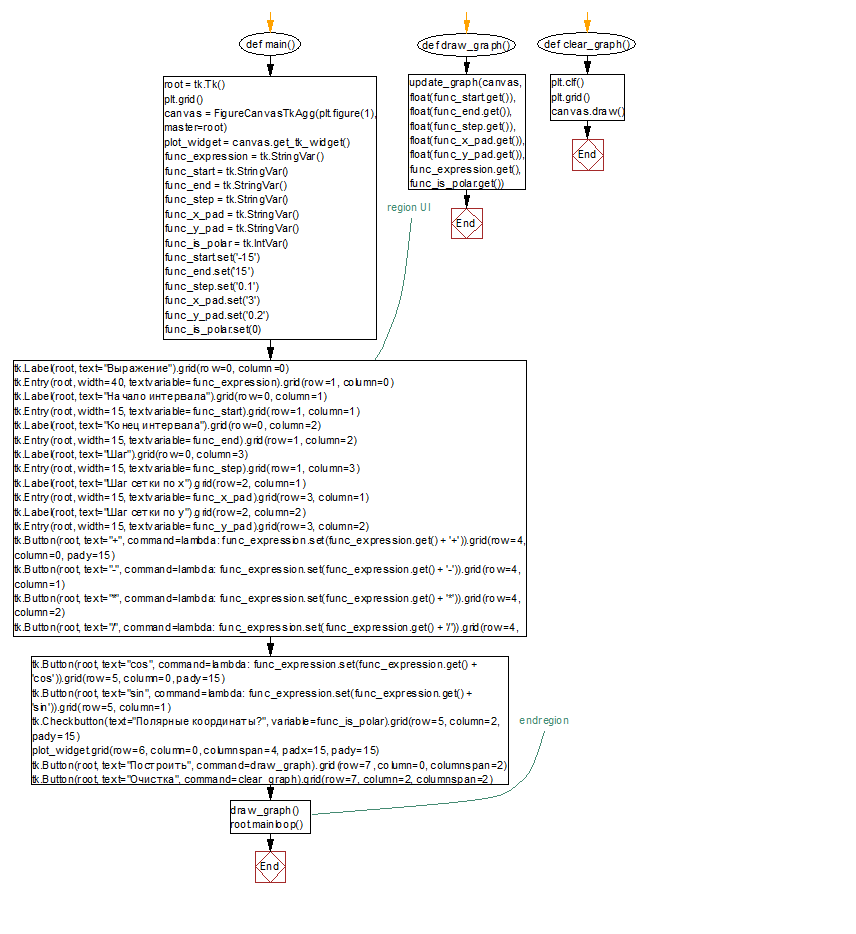 def main()
root = tk.Tk()
plt.grid()
canvas = FigureCanvasTkAgg(plt.figure(1),
master=root)
plot_widget = canvas.get_tk_widget()
func_expression = tk.StringVar()
func_start = tk.StringVar()
func_end = tk.StringVar()
func_step = tk.StringVar()
func_x_pad = tk.StringVar()
func_y_pad = tk.StringVar()
func_is_polar = tk.IntVar()
func_start.set('-15')
func_end.set('15')
func_step.set('0.1')
func_x_pad.set('3')
func_y_pad.set('0.2')
func_is_polar.set(0)
def draw_graph()
update_graph(canvas,
float(func_start.get()),
float(func_end.get()),
float(func_step.get()),
float(func_x_pad.get()),
float(func_y_pad.get()),
func_expression.get(),
func_is_polar.get())
End
def clear_graph()
plt.clf()
plt.grid()
canvas.draw()
End
region UI
tk.Label(root, text="Выражение").grid(row=0, column=0)
tk.Entry(root, width=40, textvariable=func_expression).grid(row=1, column=0)
tk.Label(root, text="Начало интервала").grid(row=0, column=1)
tk.Entry(root, width=15, textvariable=func_start).grid(row=1, column=1)
tk.Label(root, text="Конец интервала").grid(row=0, column=2)
tk.Entry(root, width=15, textvariable=func_end).grid(row=1, column=2)
tk.Label(root, text="Шаг").grid(row=0, column=3)
tk.Entry(root, width=15, textvariable=func_step).grid(row=1, column=3)
tk.Label(root, text="Шаг сетки по x").grid(row=2, column=1)
tk.Entry(root, width=15, textvariable=func_x_pad).grid(row=3, column=1)
tk.Label(root, text="Шаг сетки по y").grid(row=2, column=2)
tk.Entry(root, width=15, textvariable=func_y_pad).grid(row=3, column=2)
tk.Button(root, text="+", command=lambda: func_expression.set(func_expression.get() + '+')).grid(row=4,
column=0, pady=15)
tk.Button(root, text="-", command=lambda: func_expression.set(func_expression.get() + '-')).grid(row=4,
column=1)
tk.Button(root, text="*", command=lambda: func_expression.set(func_expression.get() + '*')).grid(row=4,
column=2)
tk.Button(root, text="/", command=lambda: func_expression.set(func_expression.get() + '/')).grid(row=4,
tk.Button(root, text="cos", command=lambda: func_expression.set(func_expression.get() +
'cos')).grid(row=5, column=0, pady=15)
tk.Button(root, text="sin", command=lambda: func_expression.set(func_expression.get() +
'sin')).grid(row=5, column=1)
tk.Checkbutton(text="Полярные координаты?", variable=func_is_polar).grid(row=5, column=2,
pady=15)
plot_widget.grid(row=6, column=0, columnspan=4, padx=15, pady=15)
tk.Button(root, text="Построить", command=draw_graph).grid(row=7, column=0, columnspan=2)
tk.Button(root, text="Очистка", command=clear_graph).grid(row=7, column=2, columnspan=2)
endregion
draw_graph()
root.mainloop()
End